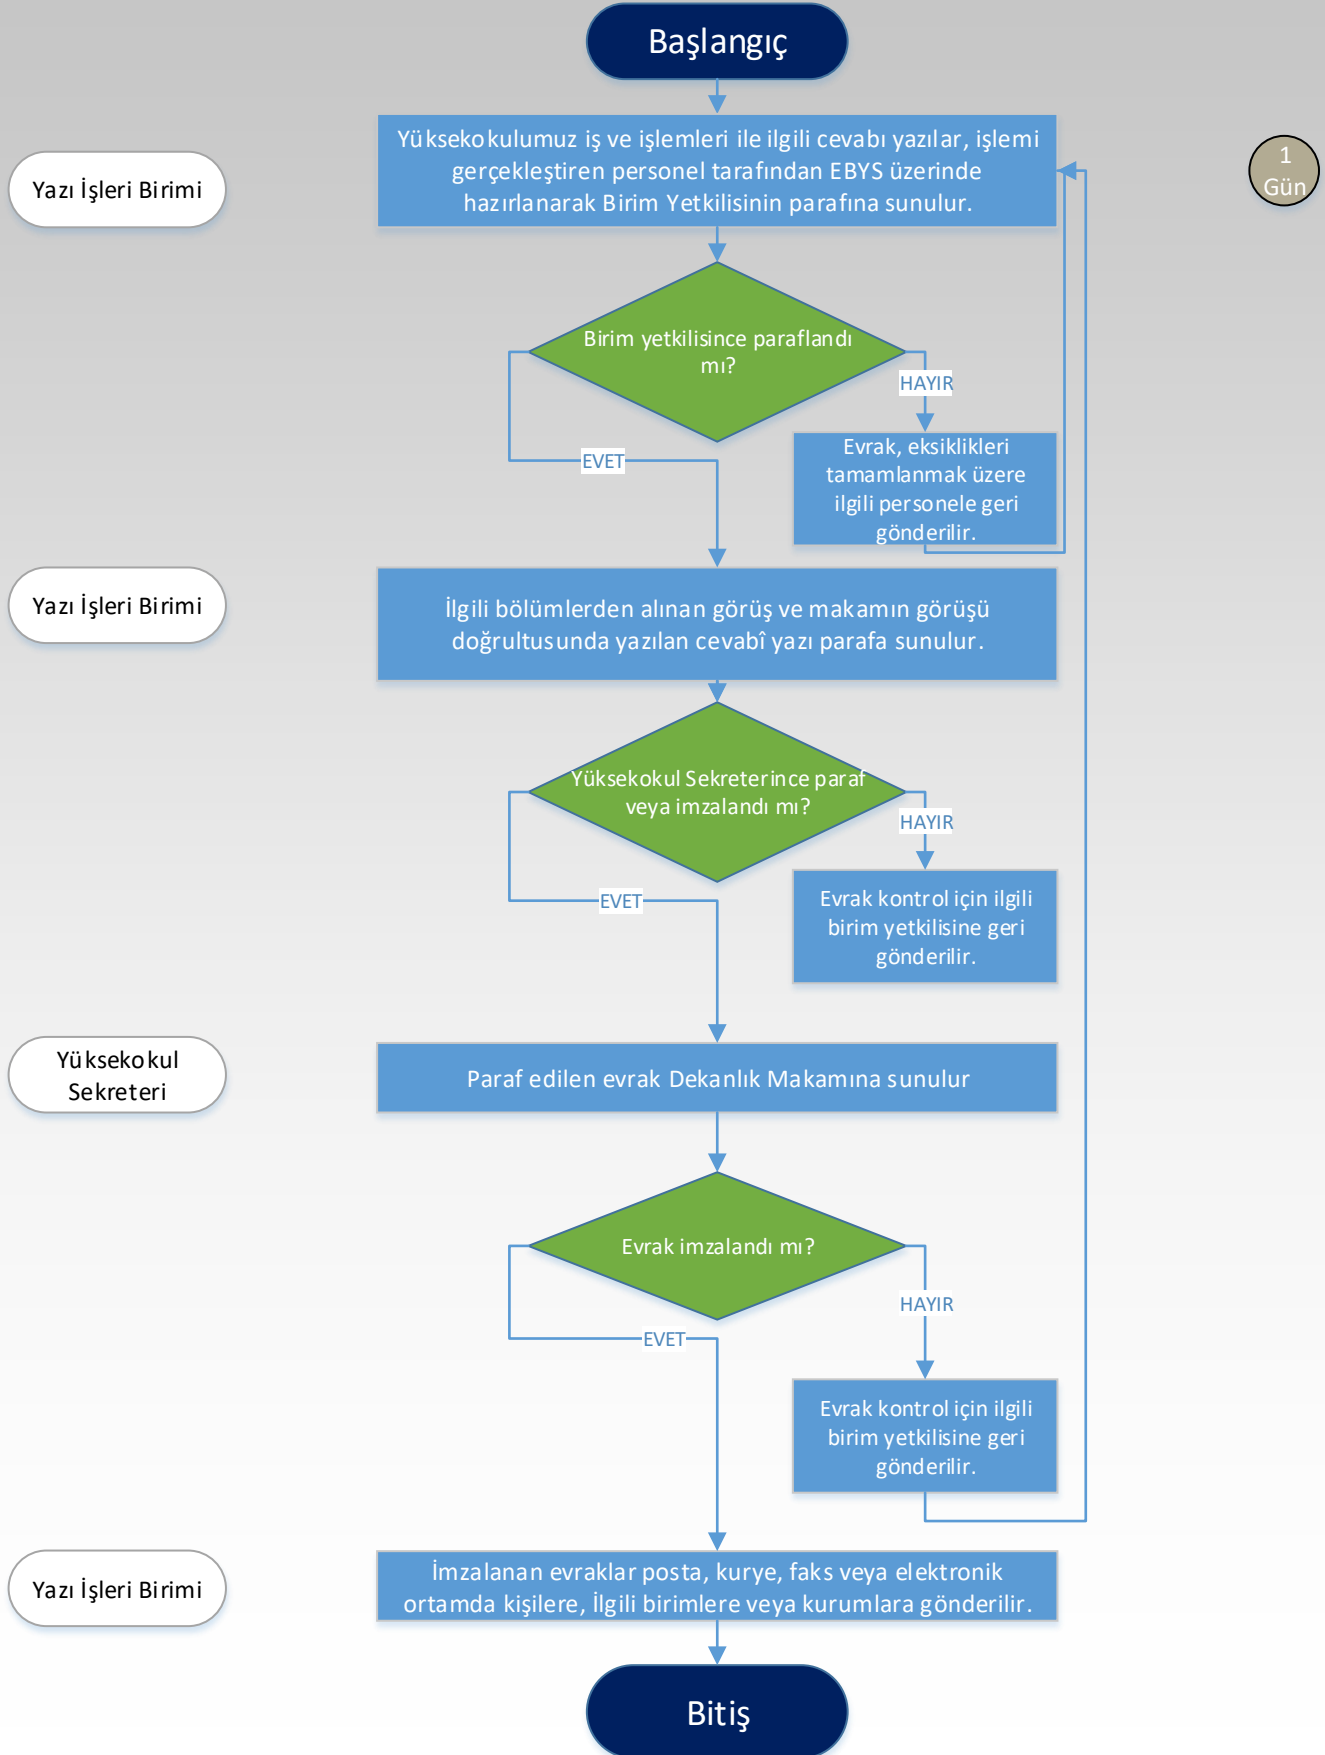 Başlangıç
Yazı İşleri Birimi
Yüksekokulumuz iş ve işlemleri ile ilgili cevabı yazılar, işlemi
gerçekleştiren personel tarafından EBYS üzerinde
hazırlanarak Birim Yetkilisinin parafına sunulur.
1
Gün
Birim yetkilisince paraflandı
mı?
HAYIR
EVET
Evrak, eksiklikleri
tamamlanmak üzere
ilgili personele geri
gönderilir.
Yazı İşleri Birimi
İlgili bölümlerden alınan görüş ve makamın görüşü
doğrultusunda yazılan cevabî yazı parafa sunulur.
Yüksekokul Sekreterince paraf
veya imzalandı mı?
HAYIR
EVET
Evrak kontrol için ilgili
birim yetkilisine geri
gönderilir.
Yüksekokul
Sekreteri
Paraf edilen evrak Dekanlık Makamına sunulur
Evrak imzalandı mı?
HAYIR
EVET
Evrak kontrol için ilgili
birim yetkilisine geri
gönderilir.
Yazı İşleri Birimi
İmzalanan evraklar posta, kurye, faks veya elektronik
ortamda kişilere, İlgili birimlere veya kurumlara gönderilir.
Bitiş